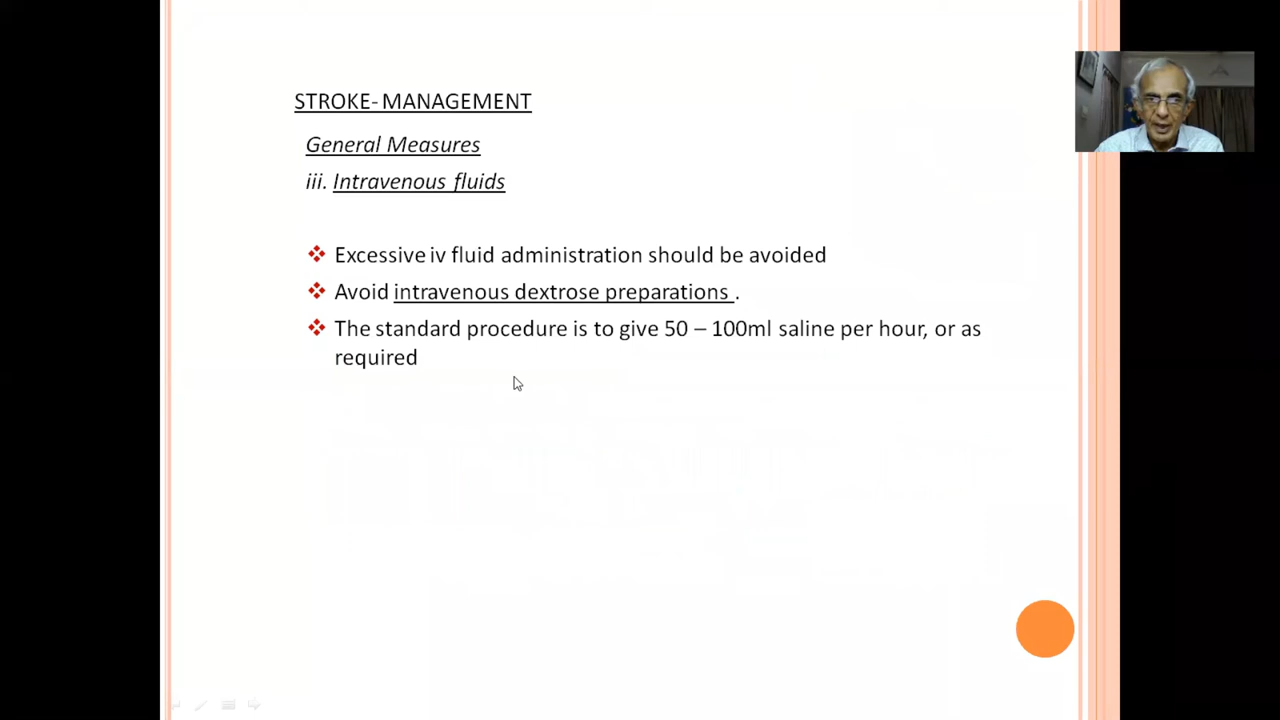 STROKE- MANAGEMENT
General Measures
iii. Intravenous fluids
❖ Excessive iv fluid administration should be avoided
❖ Avoid intravenous dextrose preparations .
❖ The standard procedure is to give 50 – 100ml saline per hour, or as
required